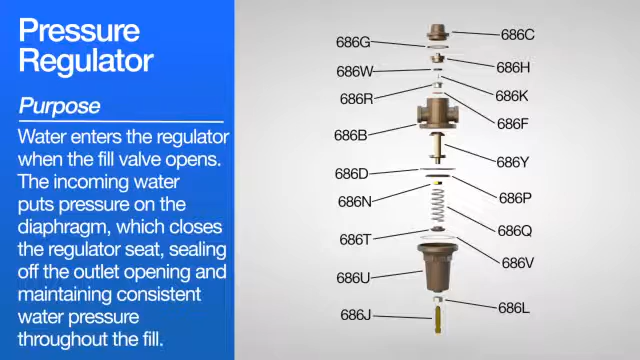 Pressure
Regulator
Purpose
Water enters the regulator
when the fill valve opens.
The incoming water
puts pressure on the
diaphragm, which closes
the regulator seat, sealing
off the outlet opening and
maintaining consistent
water pressure
throughout the fill.
686C
686G
686H
686W
686K
686R
686F
686B
686Y
686D
686P
686N
686Q
686T
686V
686U
686L
686J